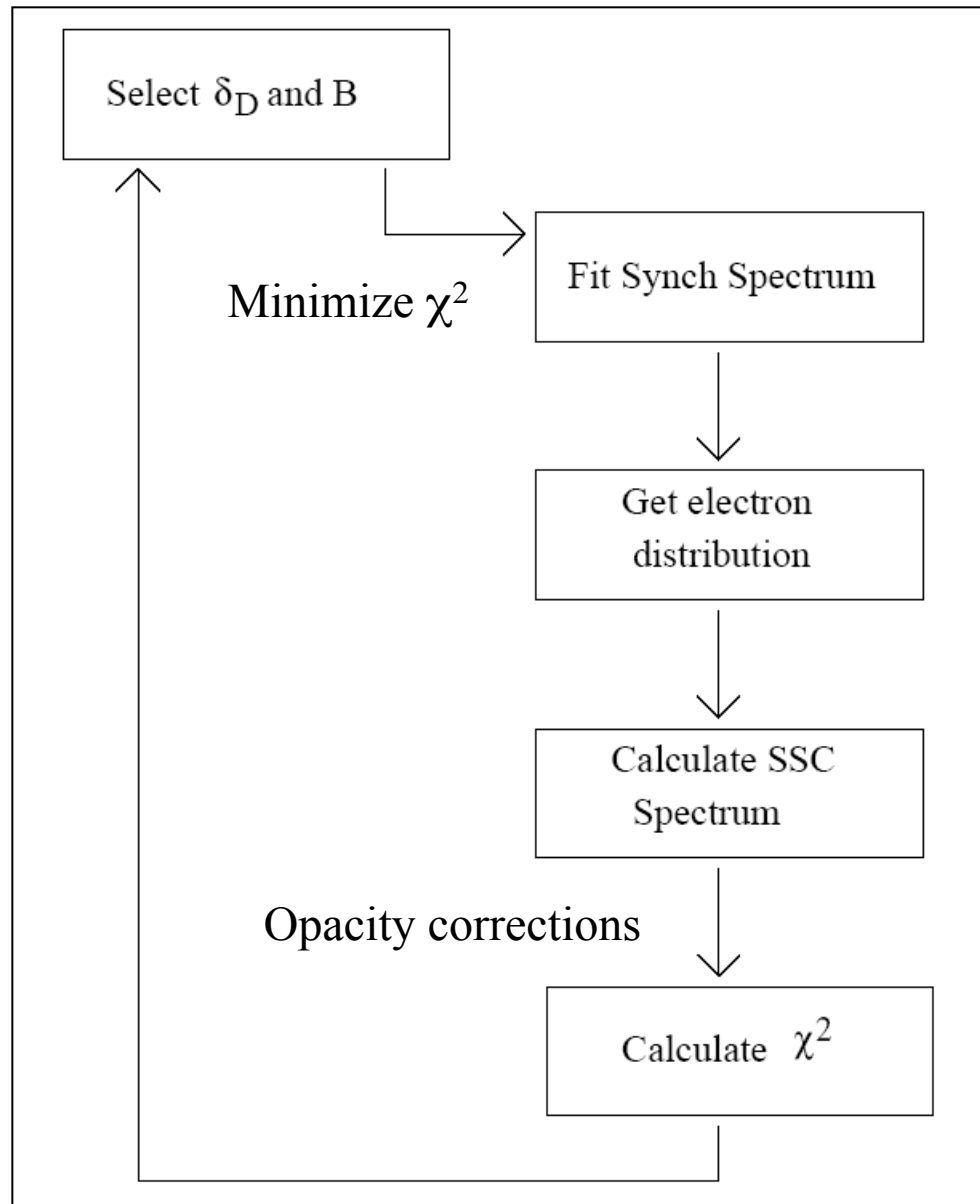 Select δD and B
Minimize χ²
Fit Synch Spectrum
Get electron
distribution
Calculate SSC
Spectrum
Opacity corrections
Calculate χ²